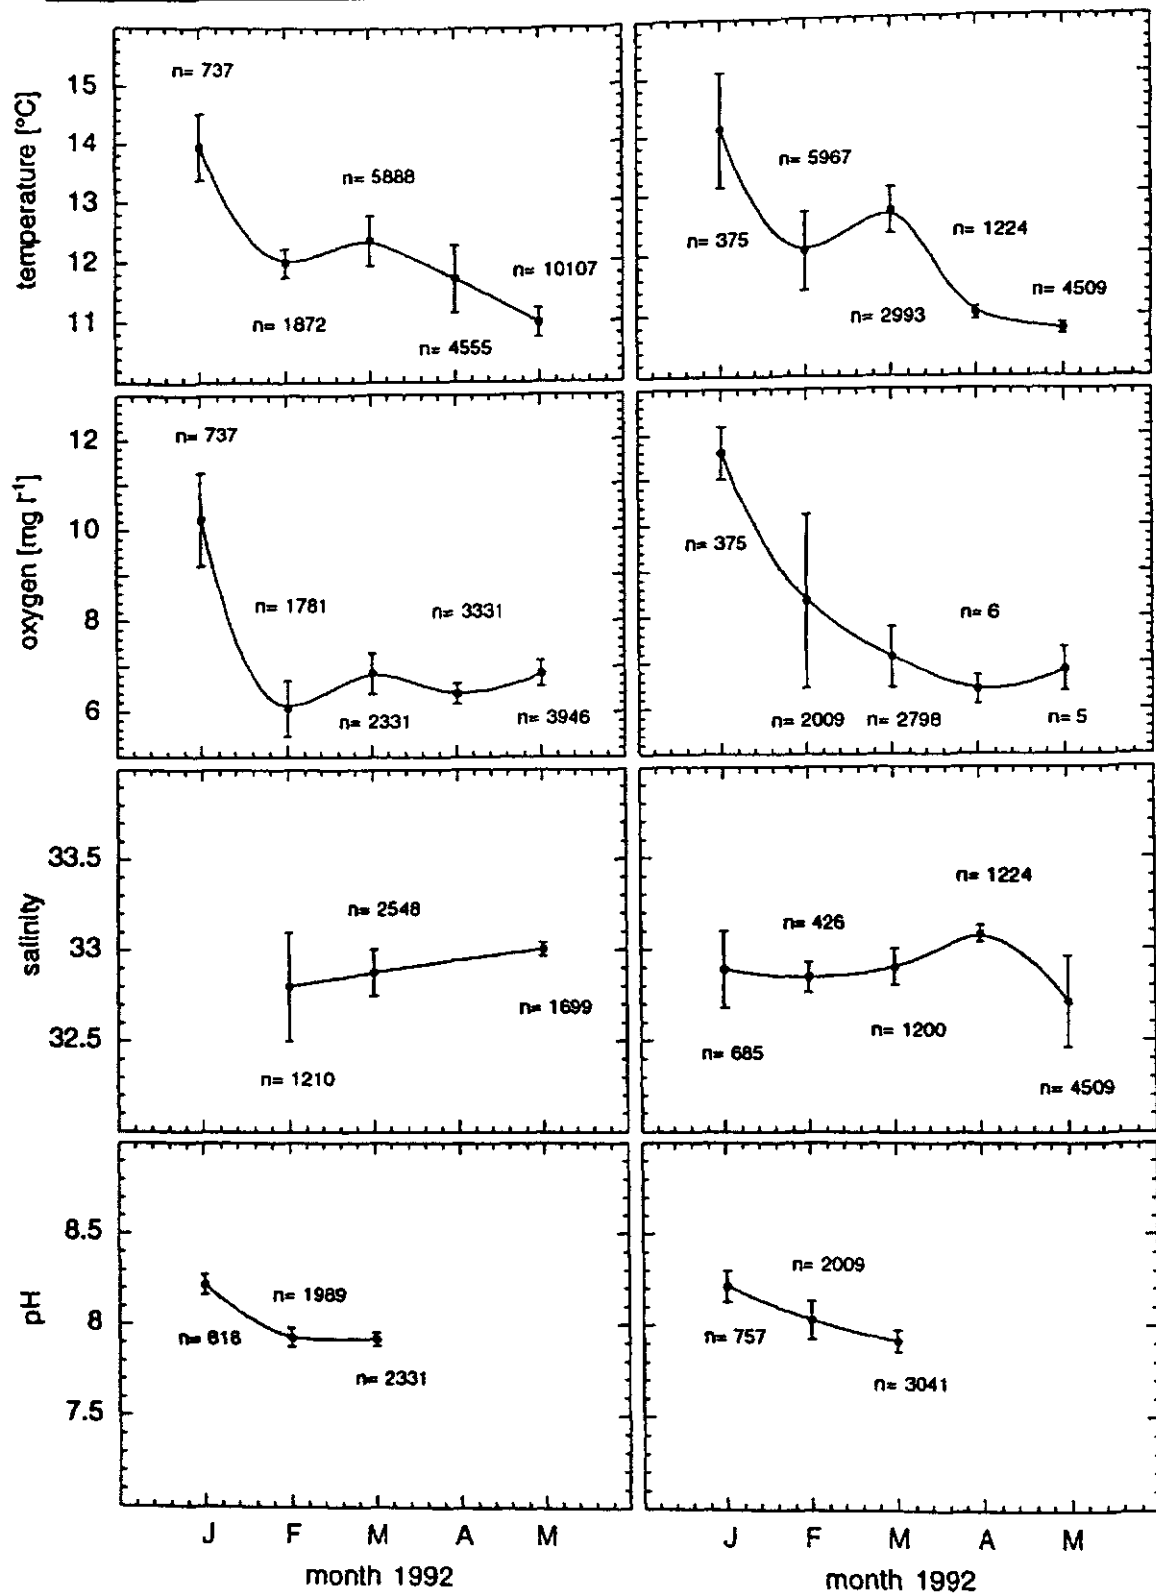 temperature [°C]
15
14
13
12
11
n= 737
n= 5888
n= 10107
n= 1872
n= 4555
n= 5967
n= 375
n= 1224
n= 4509
n= 2993
oxygen [mg l⁻¹]
12
10
8
6
n= 737
n= 1781
n= 3331
n= 2331
n= 3946
n= 375
n= 6
n= 2009
n= 2798
n= 5
salinity
33.5
33
32.5
n= 2548
n= 1699
n= 1210
n= 1224
n= 426
n= 1200
n= 685
n= 4509
pH
8.5
8
7.5
n= 1989
n= 618
n= 2331
n= 2009
n= 757
n= 3041
J F M A M
J F M A M
month 1992
month 1992